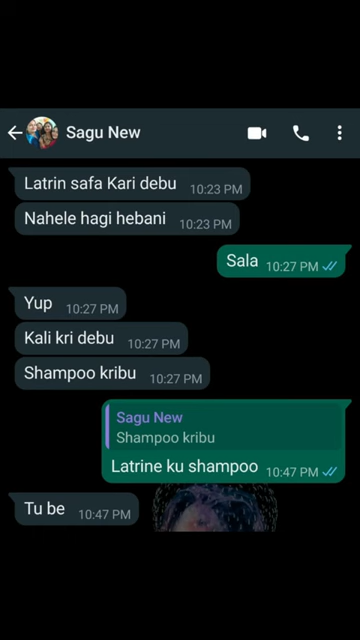 Sagu New
Latrin safa Kari debu 10:23 PM
Nahele hagi hebani 10:23 PM
Sala 10:27 PM
Yup 10:27 PM
Kali kri debu 10:27 PM
Shampoo kribu 10:27 PM
Sagu New
Shampoo kribu
Latrine ku shampoo 10:47 PM
Tu be 10:47 PM